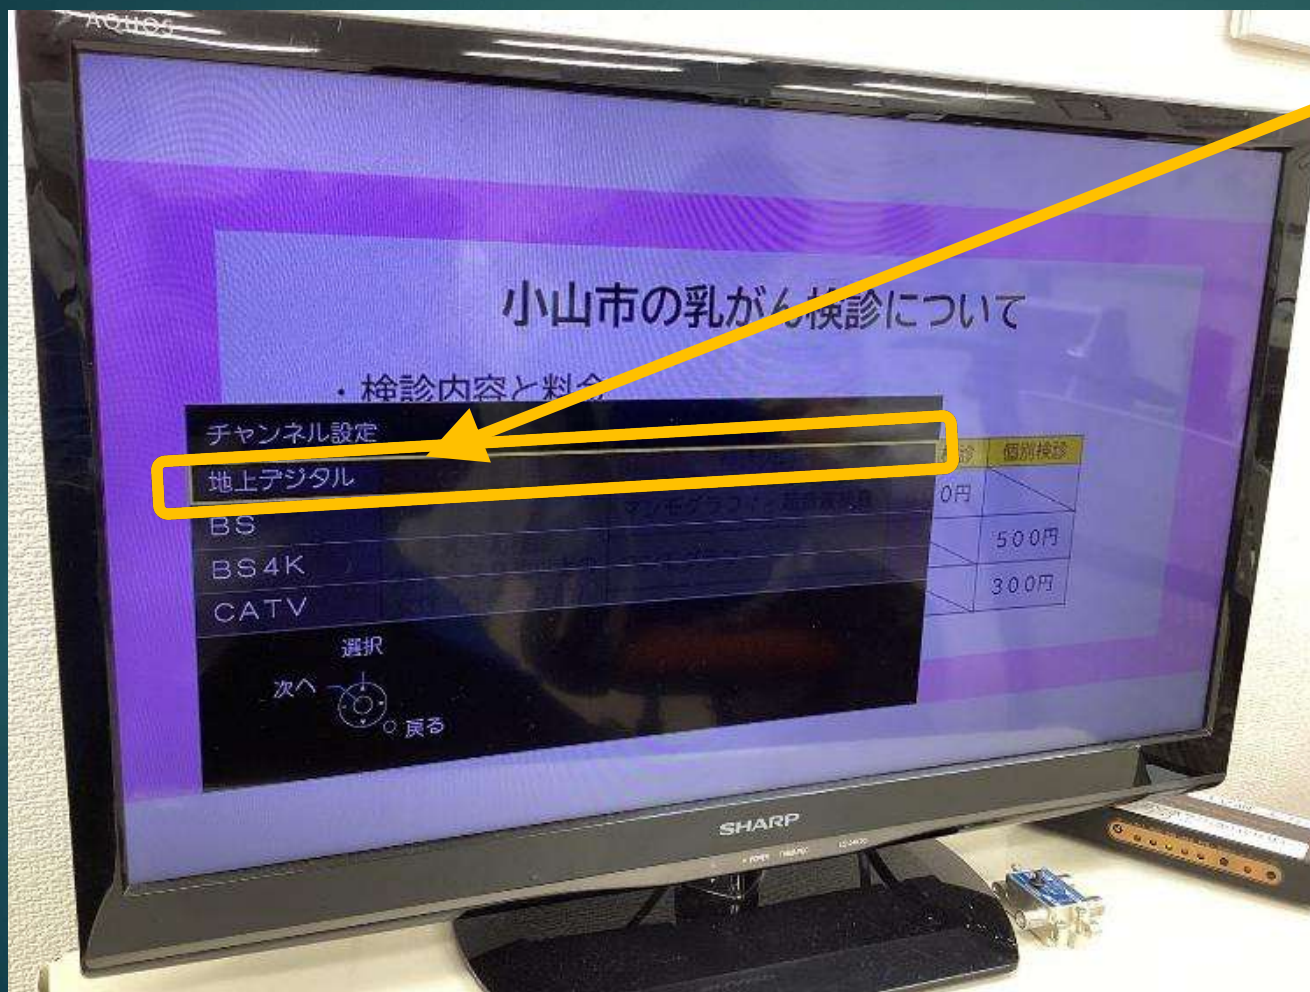 AQUOS
小山市の乳がん検診について
・検診内容と料金
チャンネル設定
地上デジタル
BS
BS4K
CATV
選択
次へ
戻る
診 個別検診
0円
500円
300円
SHARP